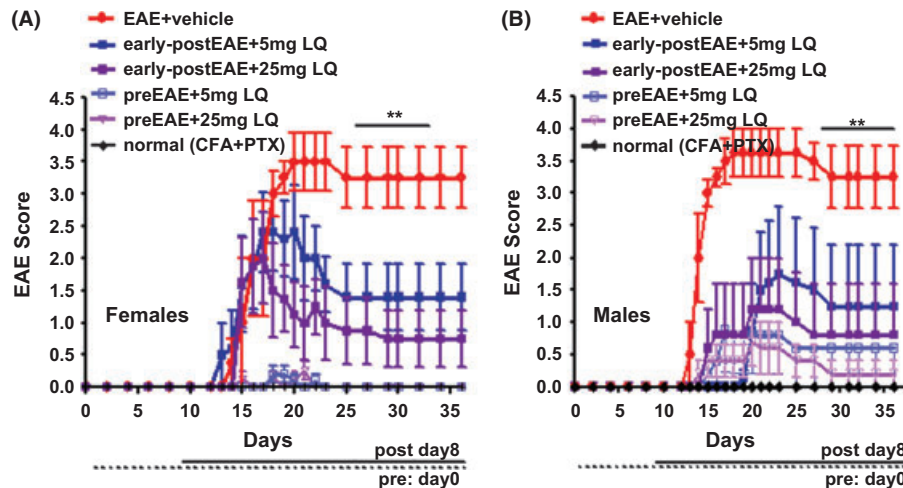 (A)
EAE+vehicle
early-postEAE+5mg LQ
early-postEAE+25mg LQ
preEAE+5mg LQ
preEAE+25mg LQ
normal (CFA+PTX)
**
4.5
4.0
3.5
3.0
2.5
2.0
1.5
1.0
0.5
0.0
EAE Score
Females
0 5 10 15 20 25 30 35
Days
post day8
pre: day0
(B)
EAE+vehicle
early-postEAE+5mg LQ
early-postEAE+25mg LQ
preEAE+5mg LQ
preEAE+25mg LQ
normal (CFA+PTX)
**
4.5
4.0
3.5
3.0
2.5
2.0
1.5
1.0
0.5
0.0
EAE Score
Males
0 5 10 15 20 25 30 35
Days
post day8
pre: day0